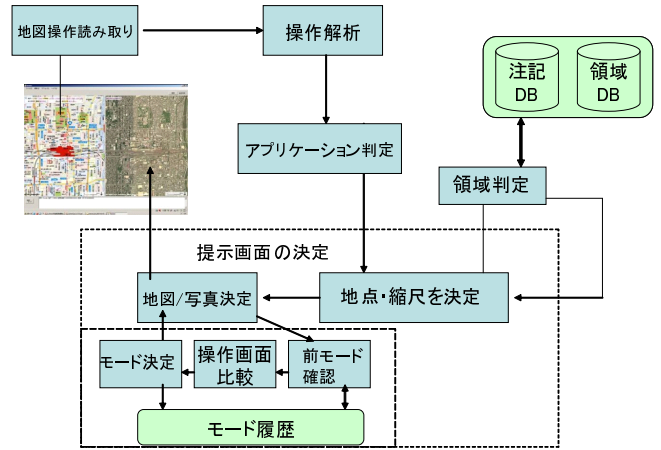 地図操作読み取り
操作解析
注記
DB
領域
DB
アプリケーション判定
領域判定
提示画面の決定
地図/写真決定
地点・縮尺を決定
モード決定
操作画面
比較
前モード
確認
モード履歴